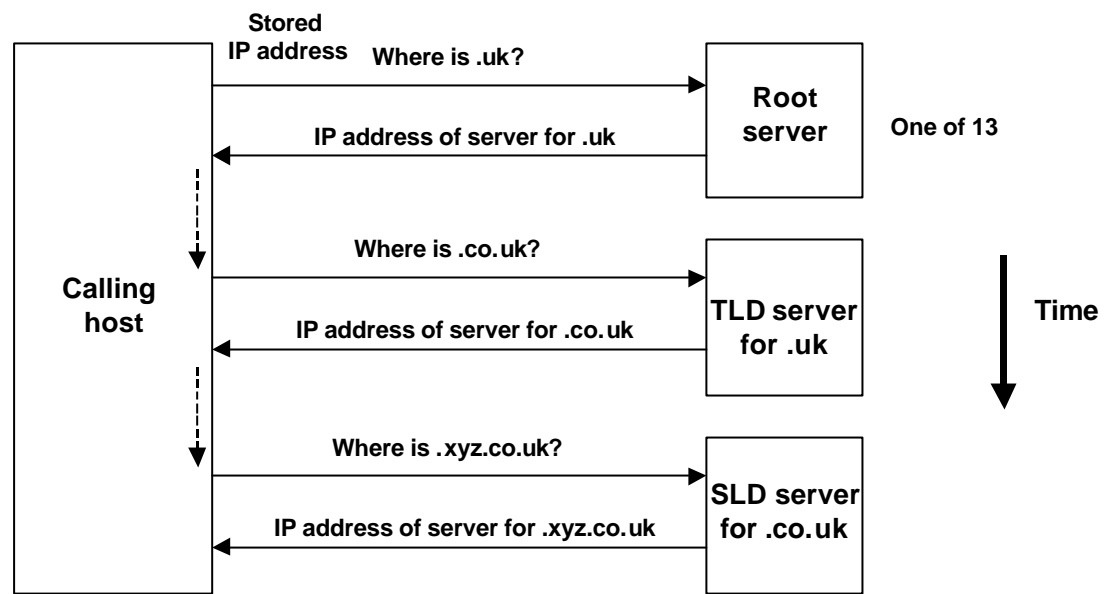 Stored
IP address
Where is .uk?
Root
server
One of 13
IP address of server for .uk
Where is .co.uk?
Calling
host
TLD server
for .uk
Time
IP address of server for .co.uk
Where is .xyz.co.uk?
SLD server
for .co.uk
IP address of server for .xyz.co.uk